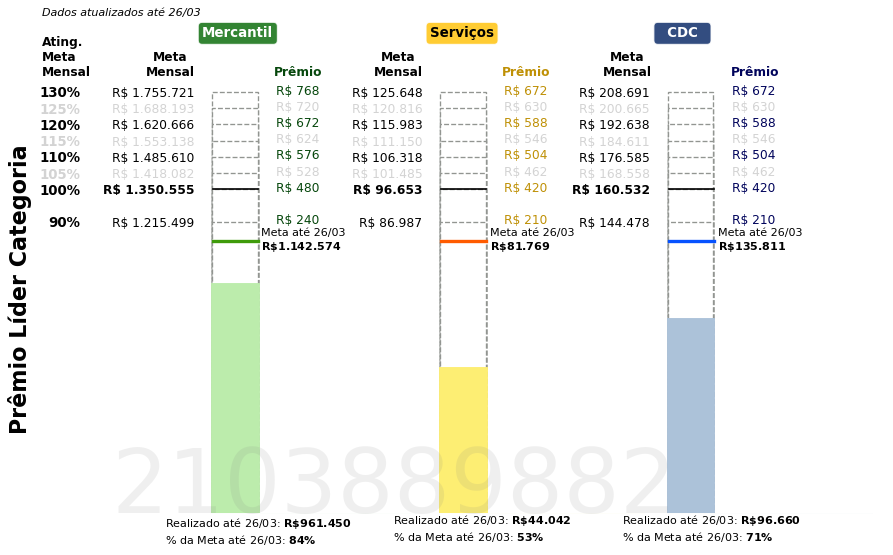 Dados atualizados até 26/03
Mercantil Serviços CDC
Ating. Meta Mensal Meta Mensal Prêmio Meta Mensal Prêmio Meta Mensal Prêmio
130% R$ 1.755.721 R$ 768 R$ 125.648 R$ 672 R$ 208.691 R$ 672
125% R$ 1.688.193 R$ 720 R$ 120.816 R$ 630 R$ 200.665 R$ 630
120% R$ 1.620.666 R$ 672 R$ 115.983 R$ 588 R$ 192.638 R$ 588
115% R$ 1.553.138 R$ 624 R$ 111.150 R$ 546 R$ 184.611 R$ 546
110% R$ 1.485.610 R$ 576 R$ 106.318 R$ 504 R$ 176.585 R$ 504
105% R$ 1.418.082 R$ 528 R$ 101.485 R$ 462 R$ 168.558 R$ 462
100% R$ 1.350.555 R$ 480 R$ 96.653 R$ 420 R$ 160.532 R$ 420
90% R$ 1.215.499 R$ 240 R$ 86.987 R$ 210 R$ 144.478 R$ 210
Meta até 26/03 Meta até 26/03 Meta até 26/03
R$1.142.574 R$81.769 R$135.811
Prêmio Líder Categoria
2103889882
Realizado até 26/03: R$961.450 Realizado até 26/03: R$44.042 Realizado até 26/03: R$96.660
% da Meta até 26/03: 84% % da Meta até 26/03: 53% % da Meta até 26/03: 71%